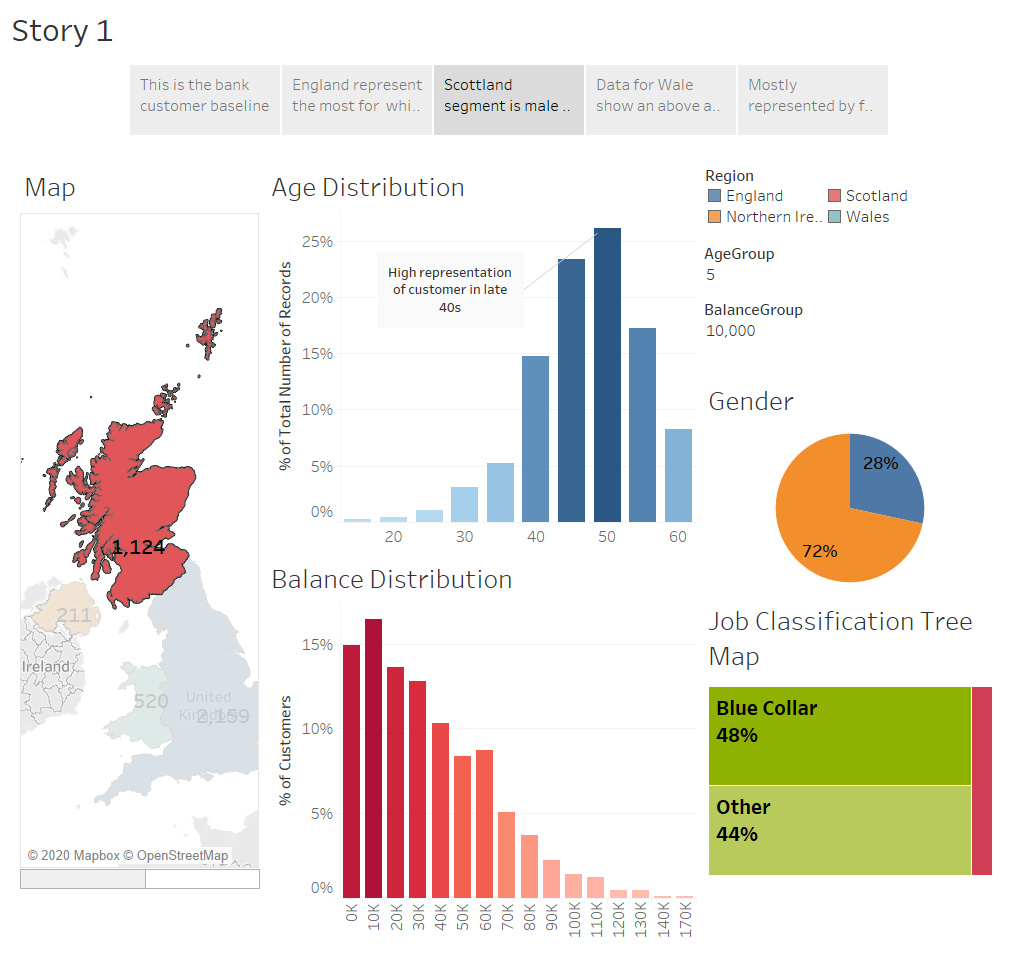 Story 1
This is the bank
customer baseline
England represent
the most for whi..
Scottland
segment is male ..
Data for Wale
show an above a..
Mostly
represented by f..
Map
1,124
211
Ireland
520
United
Kingdom
2,159
© 2020 Mapbox © OpenStreetMap
Age Distribution
% of Total Number of Records
25%
20%
15%
10%
5%
0%
High representation
of customer in late
40s
20
30
40
50
60
Balance Distribution
% of Customers
15%
10%
5%
0%
0K
10K
20K
30K
40K
50K
60K
70K
80K
90K
100K
110K
120K
130K
140K
170K
Region
England
Scotland
Northern Ire..
Wales
AgeGroup
5
BalanceGroup
10,000
Gender
28%
72%
Job Classification Tree
Map
Blue Collar
48%
Other
44%